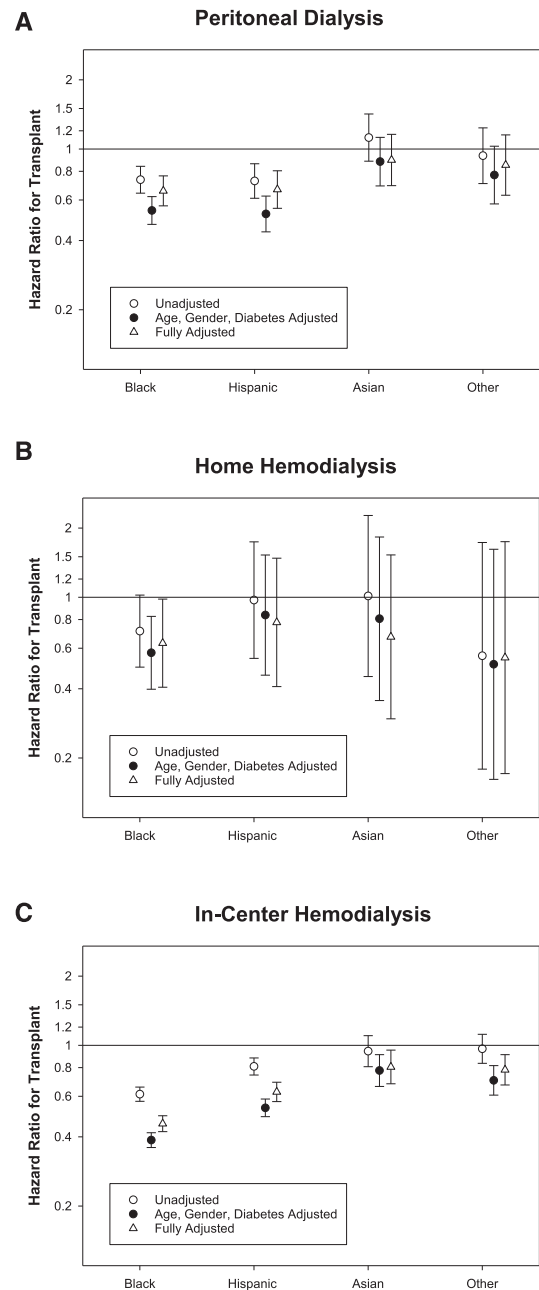 A
Peritoneal Dialysis
Hazard Ratio for Transplant
2
1.5
1.2
1
0.8
0.6
0.4
0.2
Unadjusted
Age, Gender, Diabetes Adjusted
Fully Adjusted
Black Hispanic Asian Other
B
Home Hemodialysis
Hazard Ratio for Transplant
2
1.5
1.2
1
0.8
0.6
0.4
0.2
Unadjusted
Age, Gender, Diabetes Adjusted
Fully Adjusted
Black Hispanic Asian Other
C
In-Center Hemodialysis
Hazard Ratio for Transplant
2
1.5
1.2
1
0.8
0.6
0.4
0.2
Unadjusted
Age, Gender, Diabetes Adjusted
Fully Adjusted
Black Hispanic Asian Other